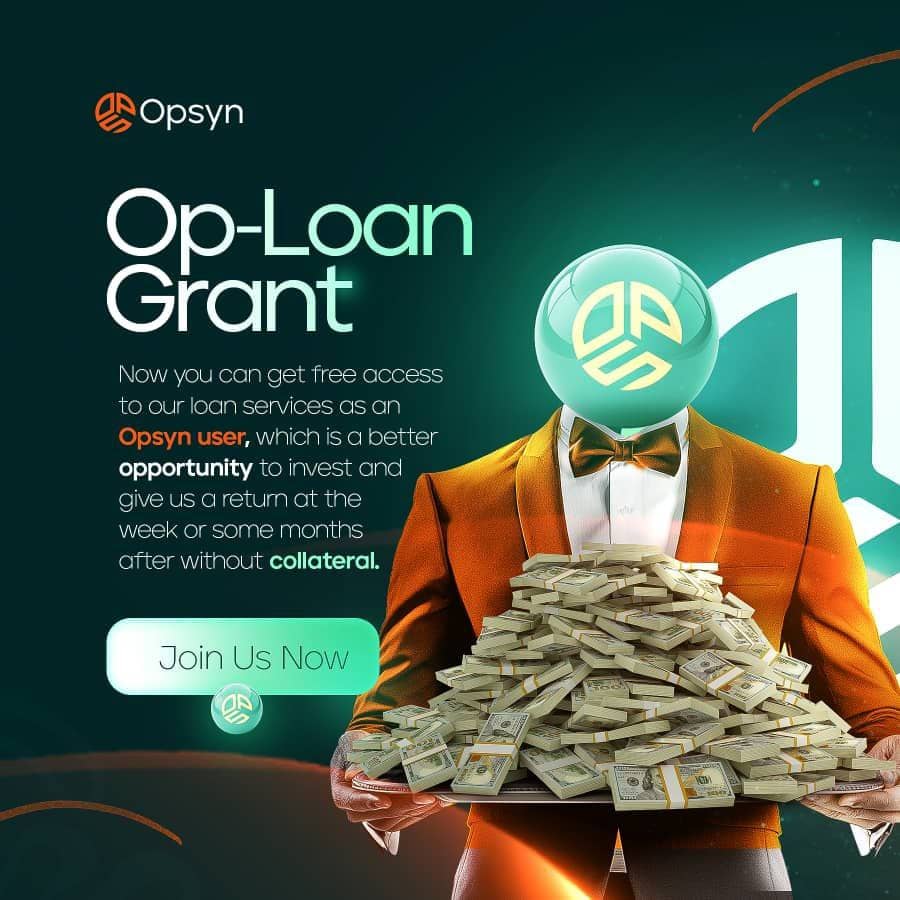 Opsyn
Op-Loan
Grant
Now you can get free access
to our loan services as an
Opsyn user, which is a better
opportunity to invest and
give us a return at the
week or some months
after without collateral.
Join Us Now
OPS
OPS